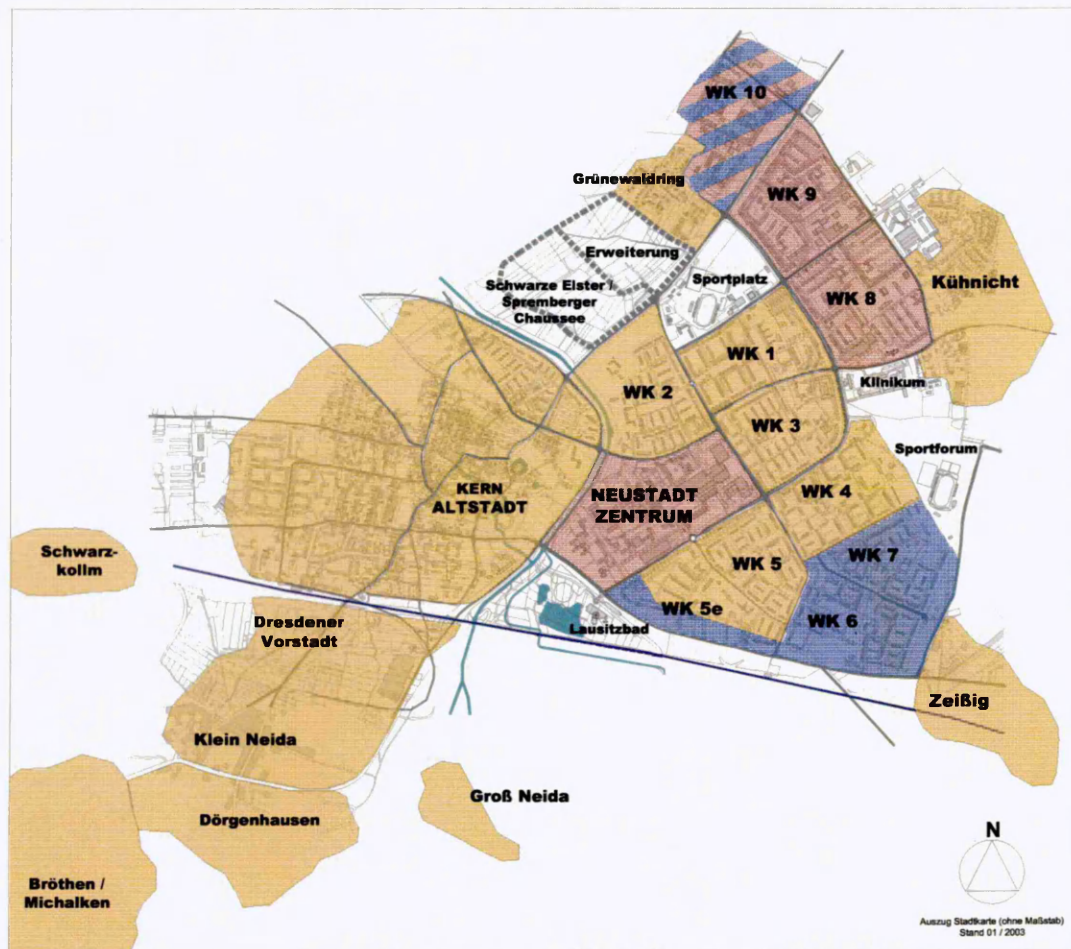 WK 10
Grünewaldring
WK 9
Erweiterung
Sportplatz
Schwarze Elster /
Spremberger
Chaussee
WK 8
Kühnicht
WK 1
WK 2
Klinikum
WK 3
Sportforum
KERN
ALTSTADT
NEUSTADT
ZENTRUM
WK 4
Schwarz-
kollm
WK 5
WK 7
WK 5e
WK 6
Lausitzbad
Dresdener
Vorstadt
Zeißig
Klein Neida
Groß Neida
Dörgenhausen
Bröthen /
Michalken
N
Auszug Stadtkarte (ohne Maßstab)
Stand 01 / 2003